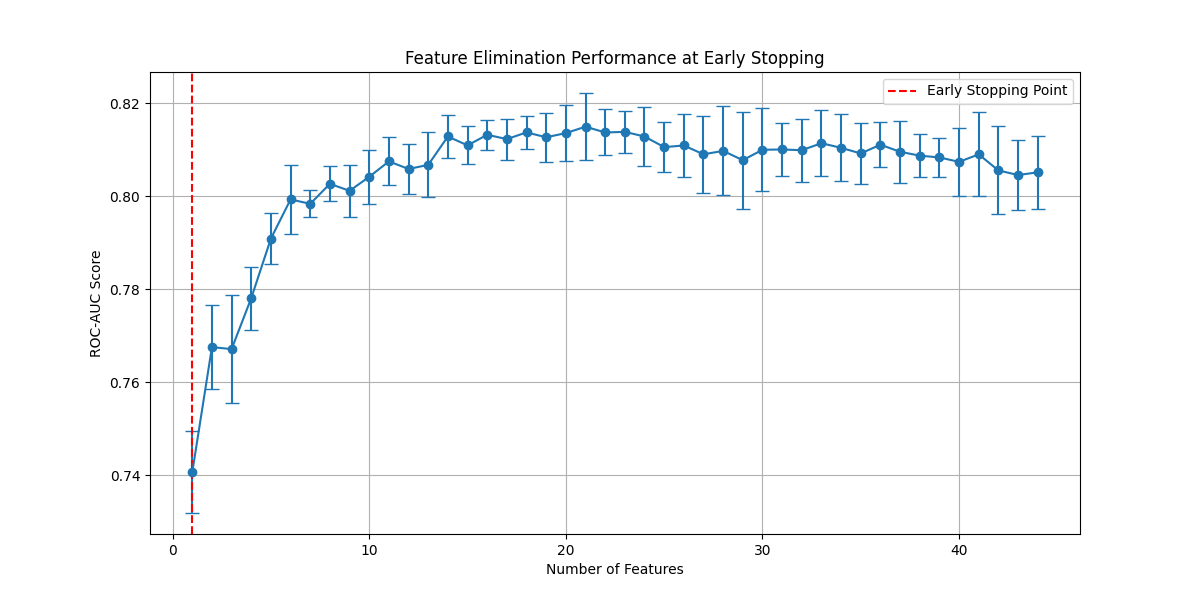 Feature Elimination Performance at Early Stopping
Early Stopping Point
ROC-AUC Score
0.82
0.80
0.78
0.76
0.74
0 10 20 30 40
Number of Features